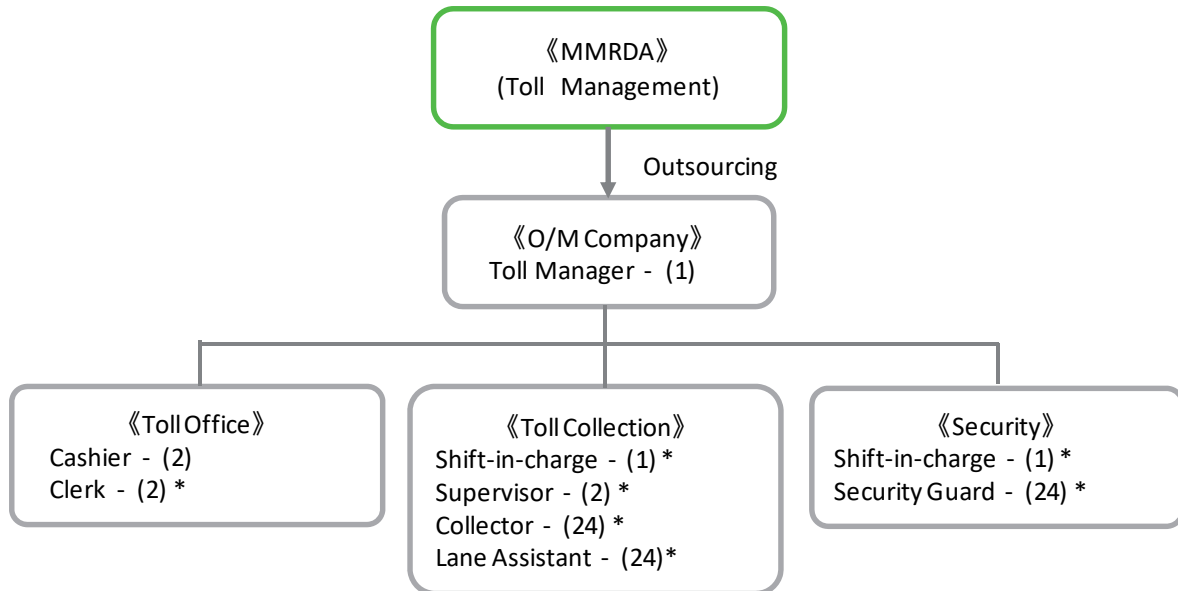 《MMRDA》
(Toll Management)
Outsourcing
《O/M Company》
Toll Manager - (1)
《Toll Office》
Cashier - (2)
Clerk - (2) *
《Toll Collection》
Shift-in-charge - (1) *
Supervisor - (2) *
Collector - (24) *
Lane Assistant - (24) *
《Security》
Shift-in-charge - (1) *
Security Guard - (24) *